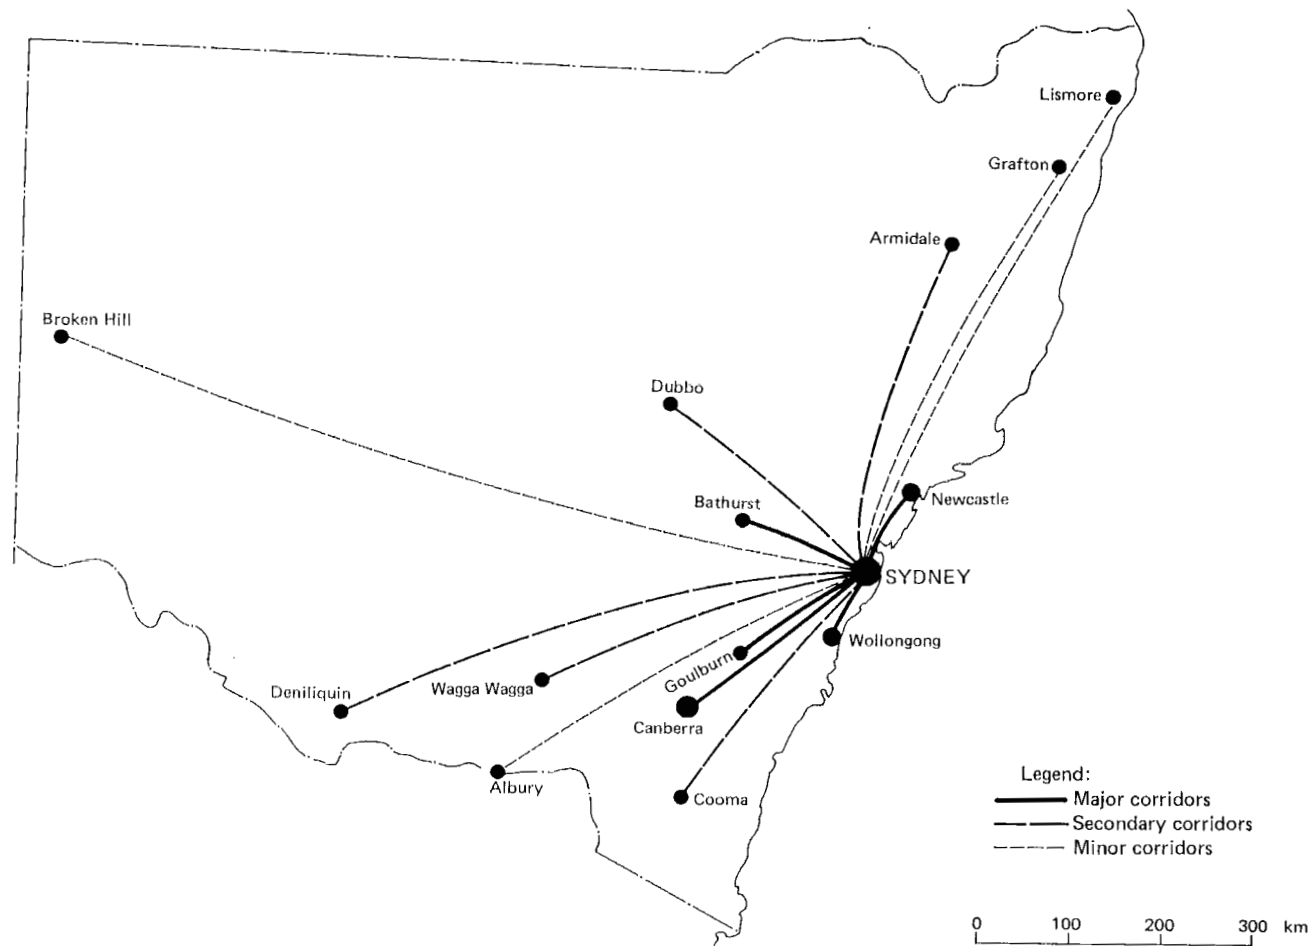 Lismore
Grafton
Armidale
Broken Hill
Dubbo
Bathurst
Newcastle
SYDNEY
Wollongong
Goulburn
Wagga Wagga
Deniliquin
Canberra
Albury
Cooma
Legend:
Major corridors
Secondary corridors
Minor corridors
0 100 200 300 km